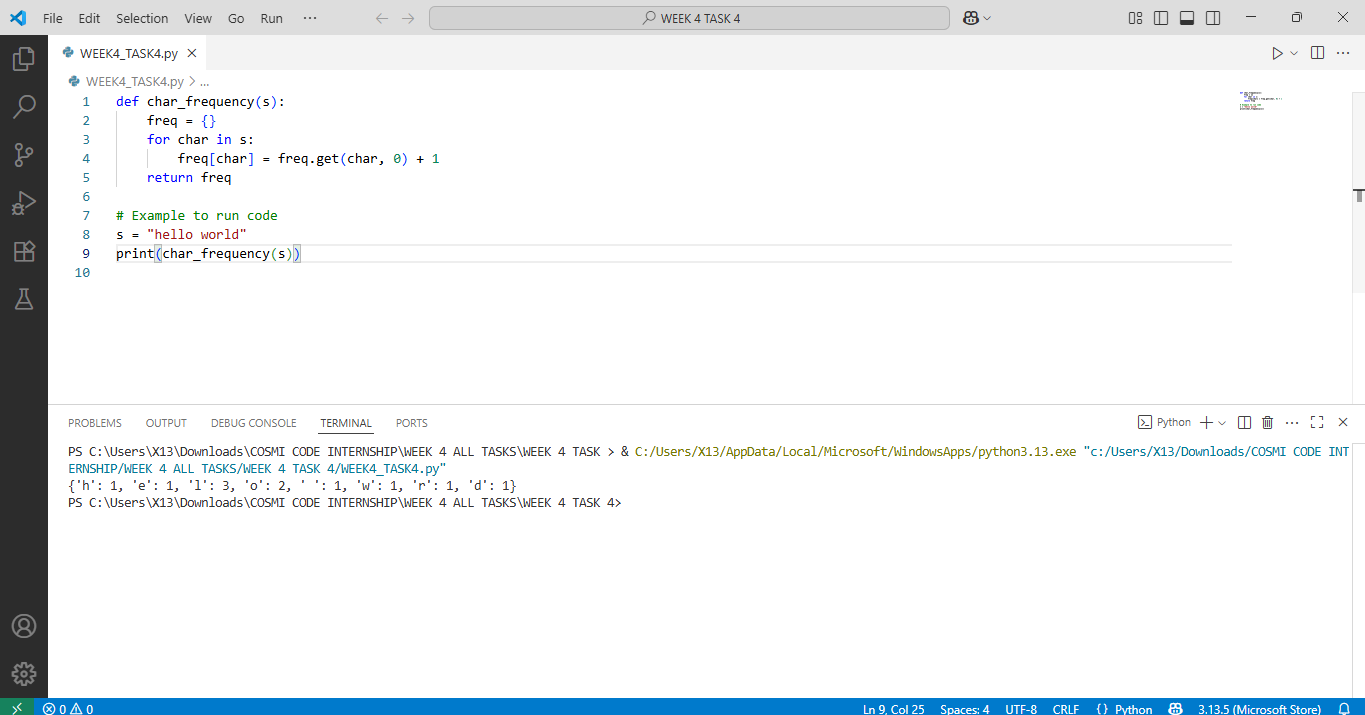 File Edit Selection View Go Run ···
WEEK 4 TASK 4
WEEK4_TASK4.py
WEEK4_TASK4.py > ...
1 def char_frequency(s):
2     freq = {}
3     for char in s:
4         freq[char] = freq.get(char, 0) + 1
5     return freq
6
7 # Example to run code
8 s = "hello world"
9 print(char_frequency(s))
10
PROBLEMS OUTPUT DEBUG CONSOLE TERMINAL PORTS
Python
PS C:\Users\X13\Downloads\COSMI CODE INTERNSHIP\WEEK 4 ALL TASKS\WEEK 4 TASK > & C:/Users/X13/AppData/Local/Microsoft/WindowsApps/python3.13.exe "c:/Users/X13/Downloads/COSMI CODE INT
ERNSHIP/WEEK 4 ALL TASKS/WEEK 4 TASK 4/WEEK4_TASK4.py"
{'h': 1, 'e': 1, 'l': 3, 'o': 2, ' ': 1, 'w': 1, 'r': 1, 'd': 1}
PS C:\Users\X13\Downloads\COSMI CODE INTERNSHIP\WEEK 4 ALL TASKS\WEEK 4 TASK 4>
0 0 Ln 9, Col 25 Spaces: 4 UTF-8 CRLF {} Python 3.13.5 (Microsoft Store)